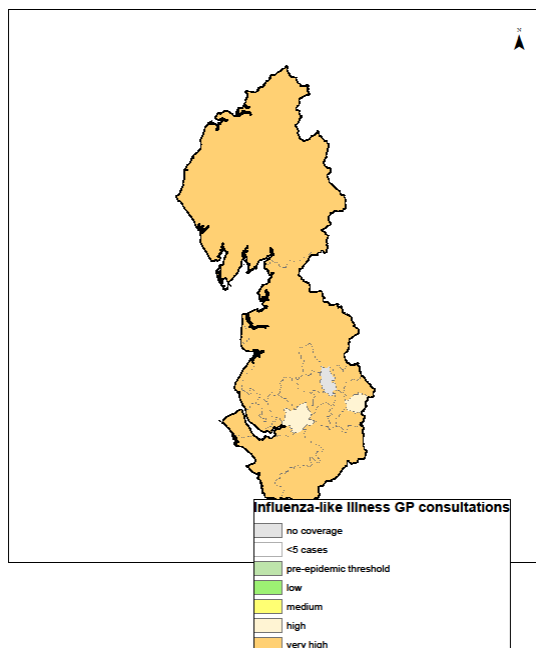 N
Influenza-like Illness GP consultations
no coverage
<5 cases
pre-epidemic threshold
low
medium
high
very high